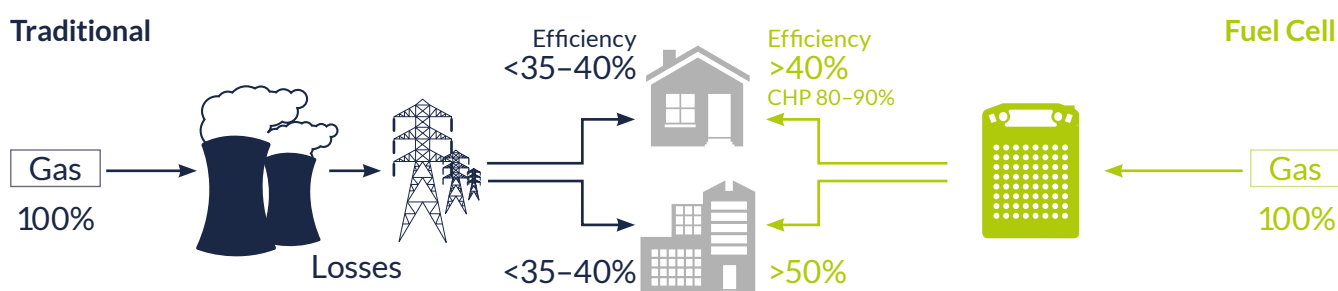 Traditional
Fuel Cell
Efficiency
<35–40%
Efficiency
>40%
CHP 80–90%
Gas
100%
Losses
Gas
100%
<35–40%
>50%